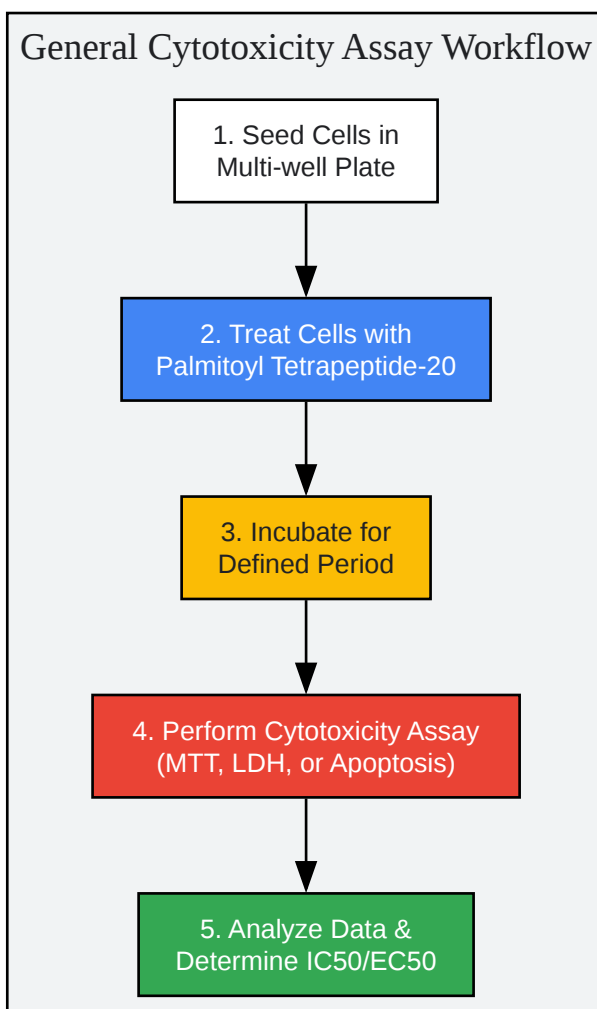 General Cytotoxicity Assay Workflow
1. Seed Cells in
Multi-well Plate
2. Treat Cells with
Palmitoyl Tetrapeptide-20
3. Incubate for
Defined Period
4. Perform Cytotoxicity Assay
(MTT, LDH, or Apoptosis)
5. Analyze Data &
Determine IC50/EC50